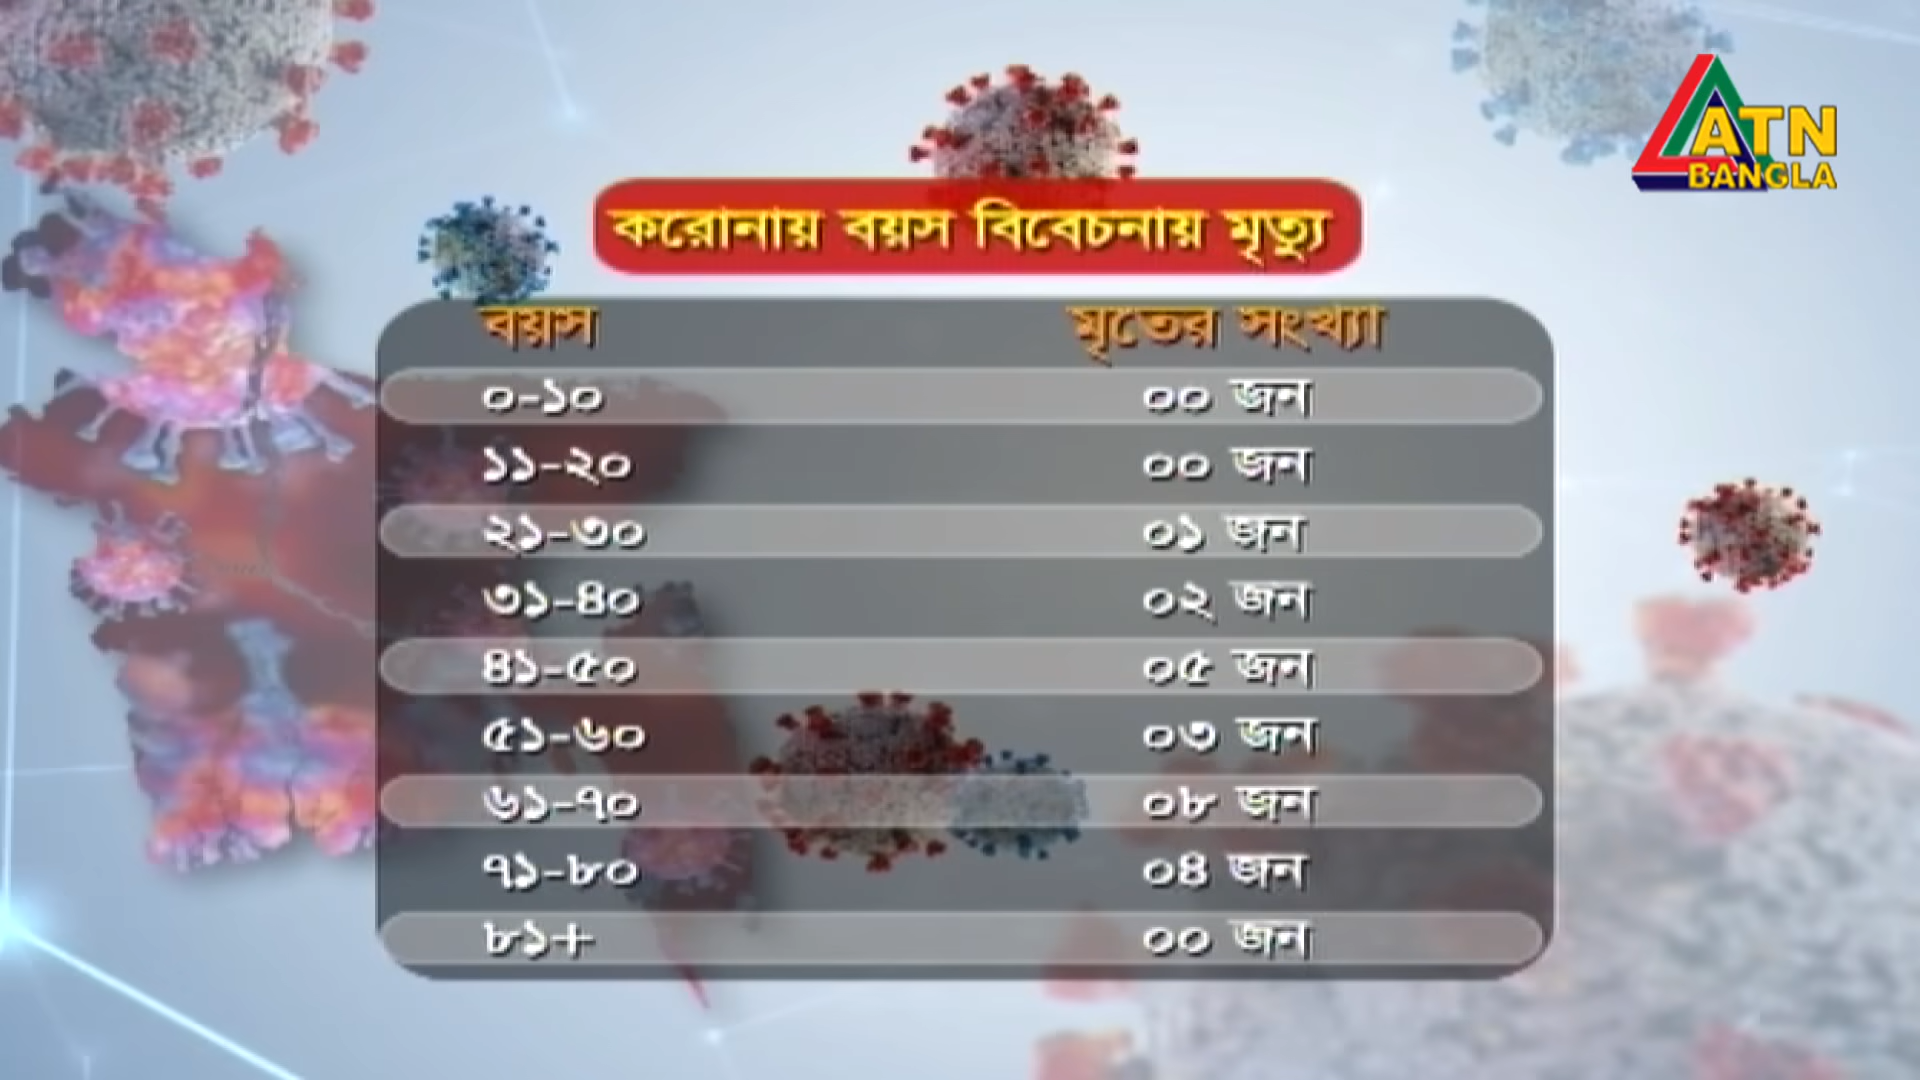 ATN
BANGLA
করোনায় বয়স বিবেচনায় মৃত্যু
বয়স মৃতের সংখ্যা
০-১০ ০০ জন
১১-২০ ০০ জন
২১-৩০ ০১ জন
৩১-৪০ ০২ জন
৪১-৫০ ০৫ জন
৫১-৬০ ০৩ জন
৬১-৭০ ০৮ জন
৭১-৮০ ০৪ জন
৮১+ ০০ জন